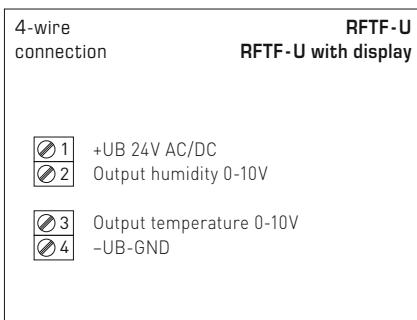 4-wire RFTF-U
connection RFTF-U with display
1 +UB 24V AC/DC
2 Output humidity 0-10V
3 Output temperature 0-10V
4 –UB-GND